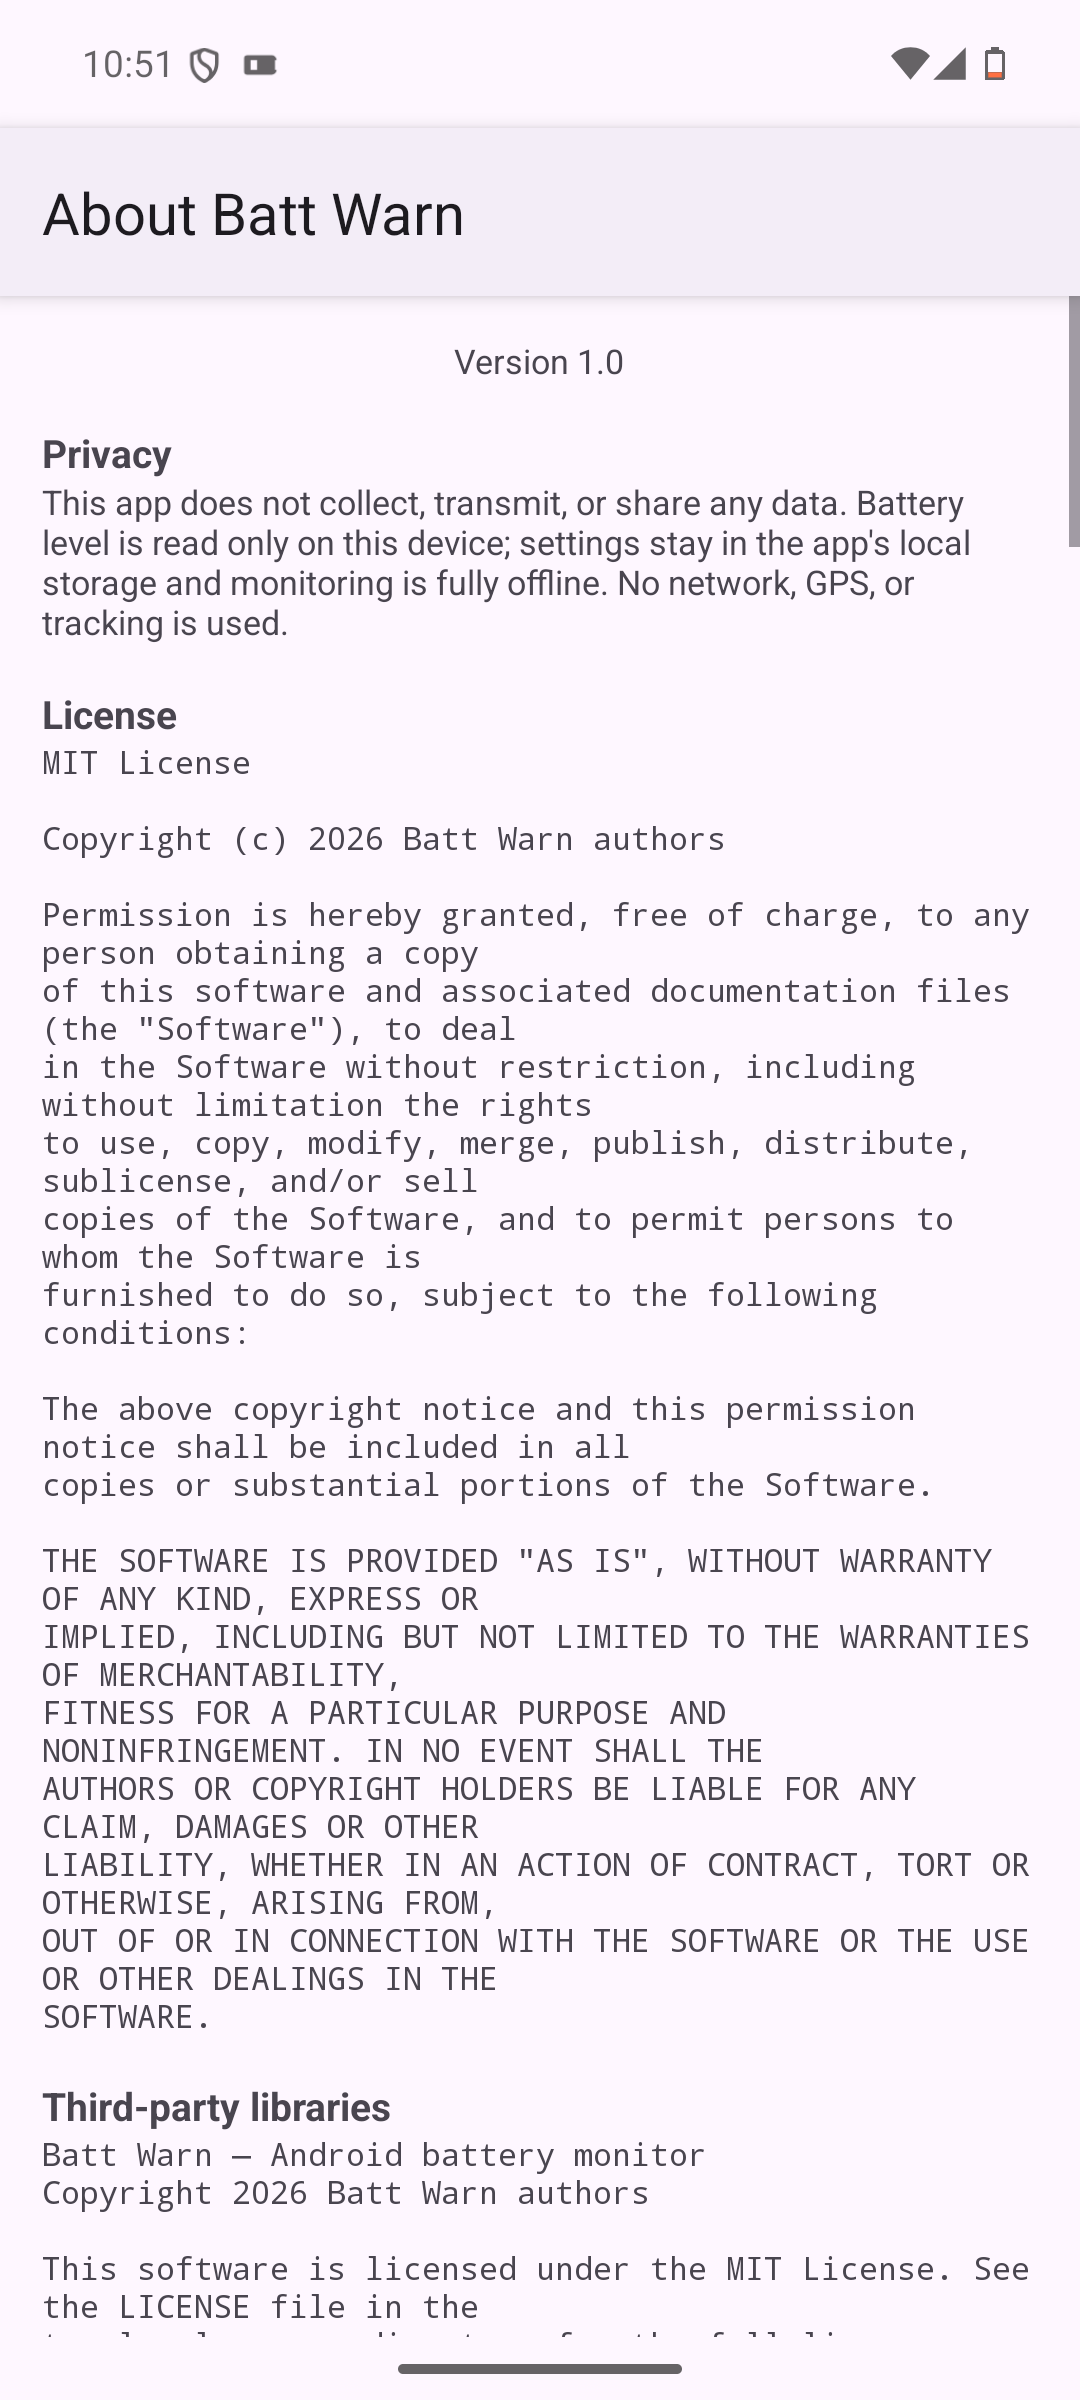 10:51
About Batt Warn
Version 1.0
Privacy
This app does not collect, transmit, or share any data. Battery
level is read only on this device; settings stay in the app's local
storage and monitoring is fully offline. No network, GPS, or
tracking is used.
License
MIT License
Copyright (c) 2026 Batt Warn authors
Permission is hereby granted, free of charge, to any
person obtaining a copy
of this software and associated documentation files
(the "Software"), to deal
in the Software without restriction, including
without limitation the rights
to use, copy, modify, merge, publish, distribute,
sublicense, and/or sell
copies of the Software, and to permit persons to
whom the Software is
furnished to do so, subject to the following
conditions:
The above copyright notice and this permission
notice shall be included in all
copies or substantial portions of the Software.
THE SOFTWARE IS PROVIDED "AS IS", WITHOUT WARRANTY
OF ANY KIND, EXPRESS OR
IMPLIED, INCLUDING BUT NOT LIMITED TO THE WARRANTIES
OF MERCHANTABILITY,
FITNESS FOR A PARTICULAR PURPOSE AND
NONINFRINGEMENT. IN NO EVENT SHALL THE
AUTHORS OR COPYRIGHT HOLDERS BE LIABLE FOR ANY
CLAIM, DAMAGES OR OTHER
LIABILITY, WHETHER IN AN ACTION OF CONTRACT, TORT OR
OTHERWISE, ARISING FROM,
OUT OF OR IN CONNECTION WITH THE SOFTWARE OR THE USE
OR OTHER DEALINGS IN THE
SOFTWARE.
Third-party libraries
Batt Warn — Android battery monitor
Copyright 2026 Batt Warn authors
This software is licensed under the MIT License. See
the LICENSE file in the